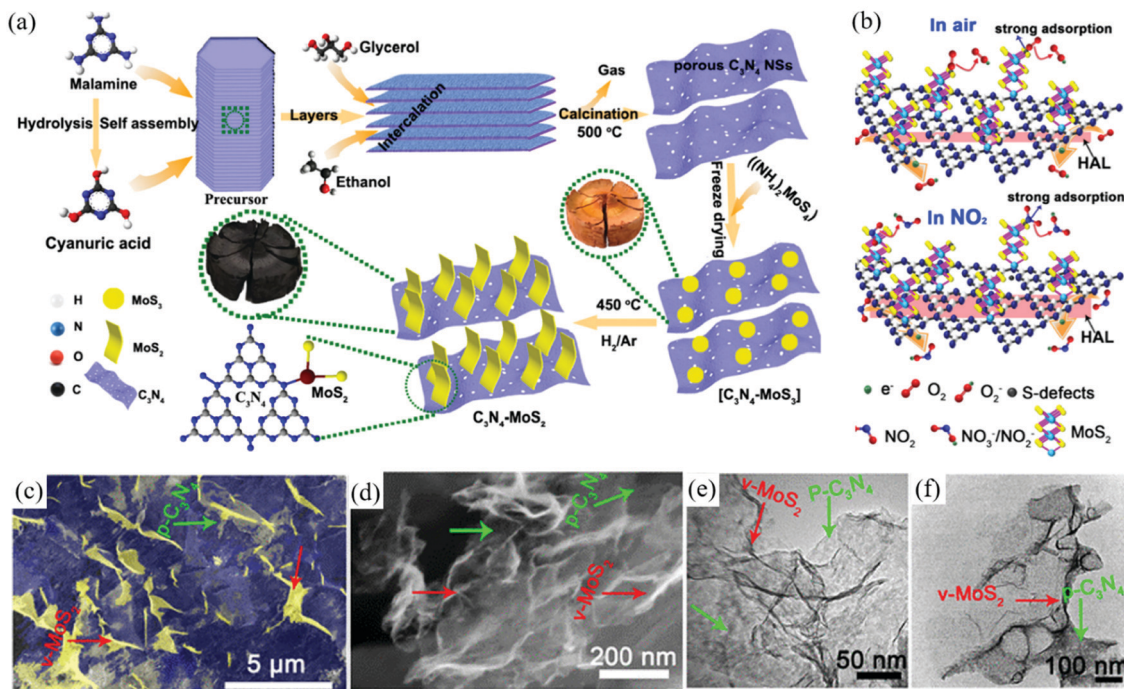 (a)
Malamine
Hydrolysis
Self assembly
Cyanuric acid
Precursor
Layers
Glycerol
Ethanol
Intercalation
Gas
Calcination
500 °C
porous C₃N₄ NSs
((NH₄)₂MoS₄)
Freeze drying
[C₃N₄-MoS₃]
450 °C
H₂/Ar
C₃N₄-MoS₂
C₃N₄
MoS₂
H
N
O
C
MoS₃
MoS₂
C₃N₄
(b)
In air
strong adsorption
HAL
In NO₂
strong adsorption
HAL
e⁻
O₂
O₂⁻
S-defects
NO₂
NO₃⁻/NO₂⁻
MoS₂
(c)
p-C₃N₄
v-MoS₂
5 µm
(d)
p-C₃N₄
v-MoS₂
200 nm
(e)
v-MoS₂
P-C₃N₄
50 nm
(f)
v-MoS₂
p-C₃N₄
100 nm